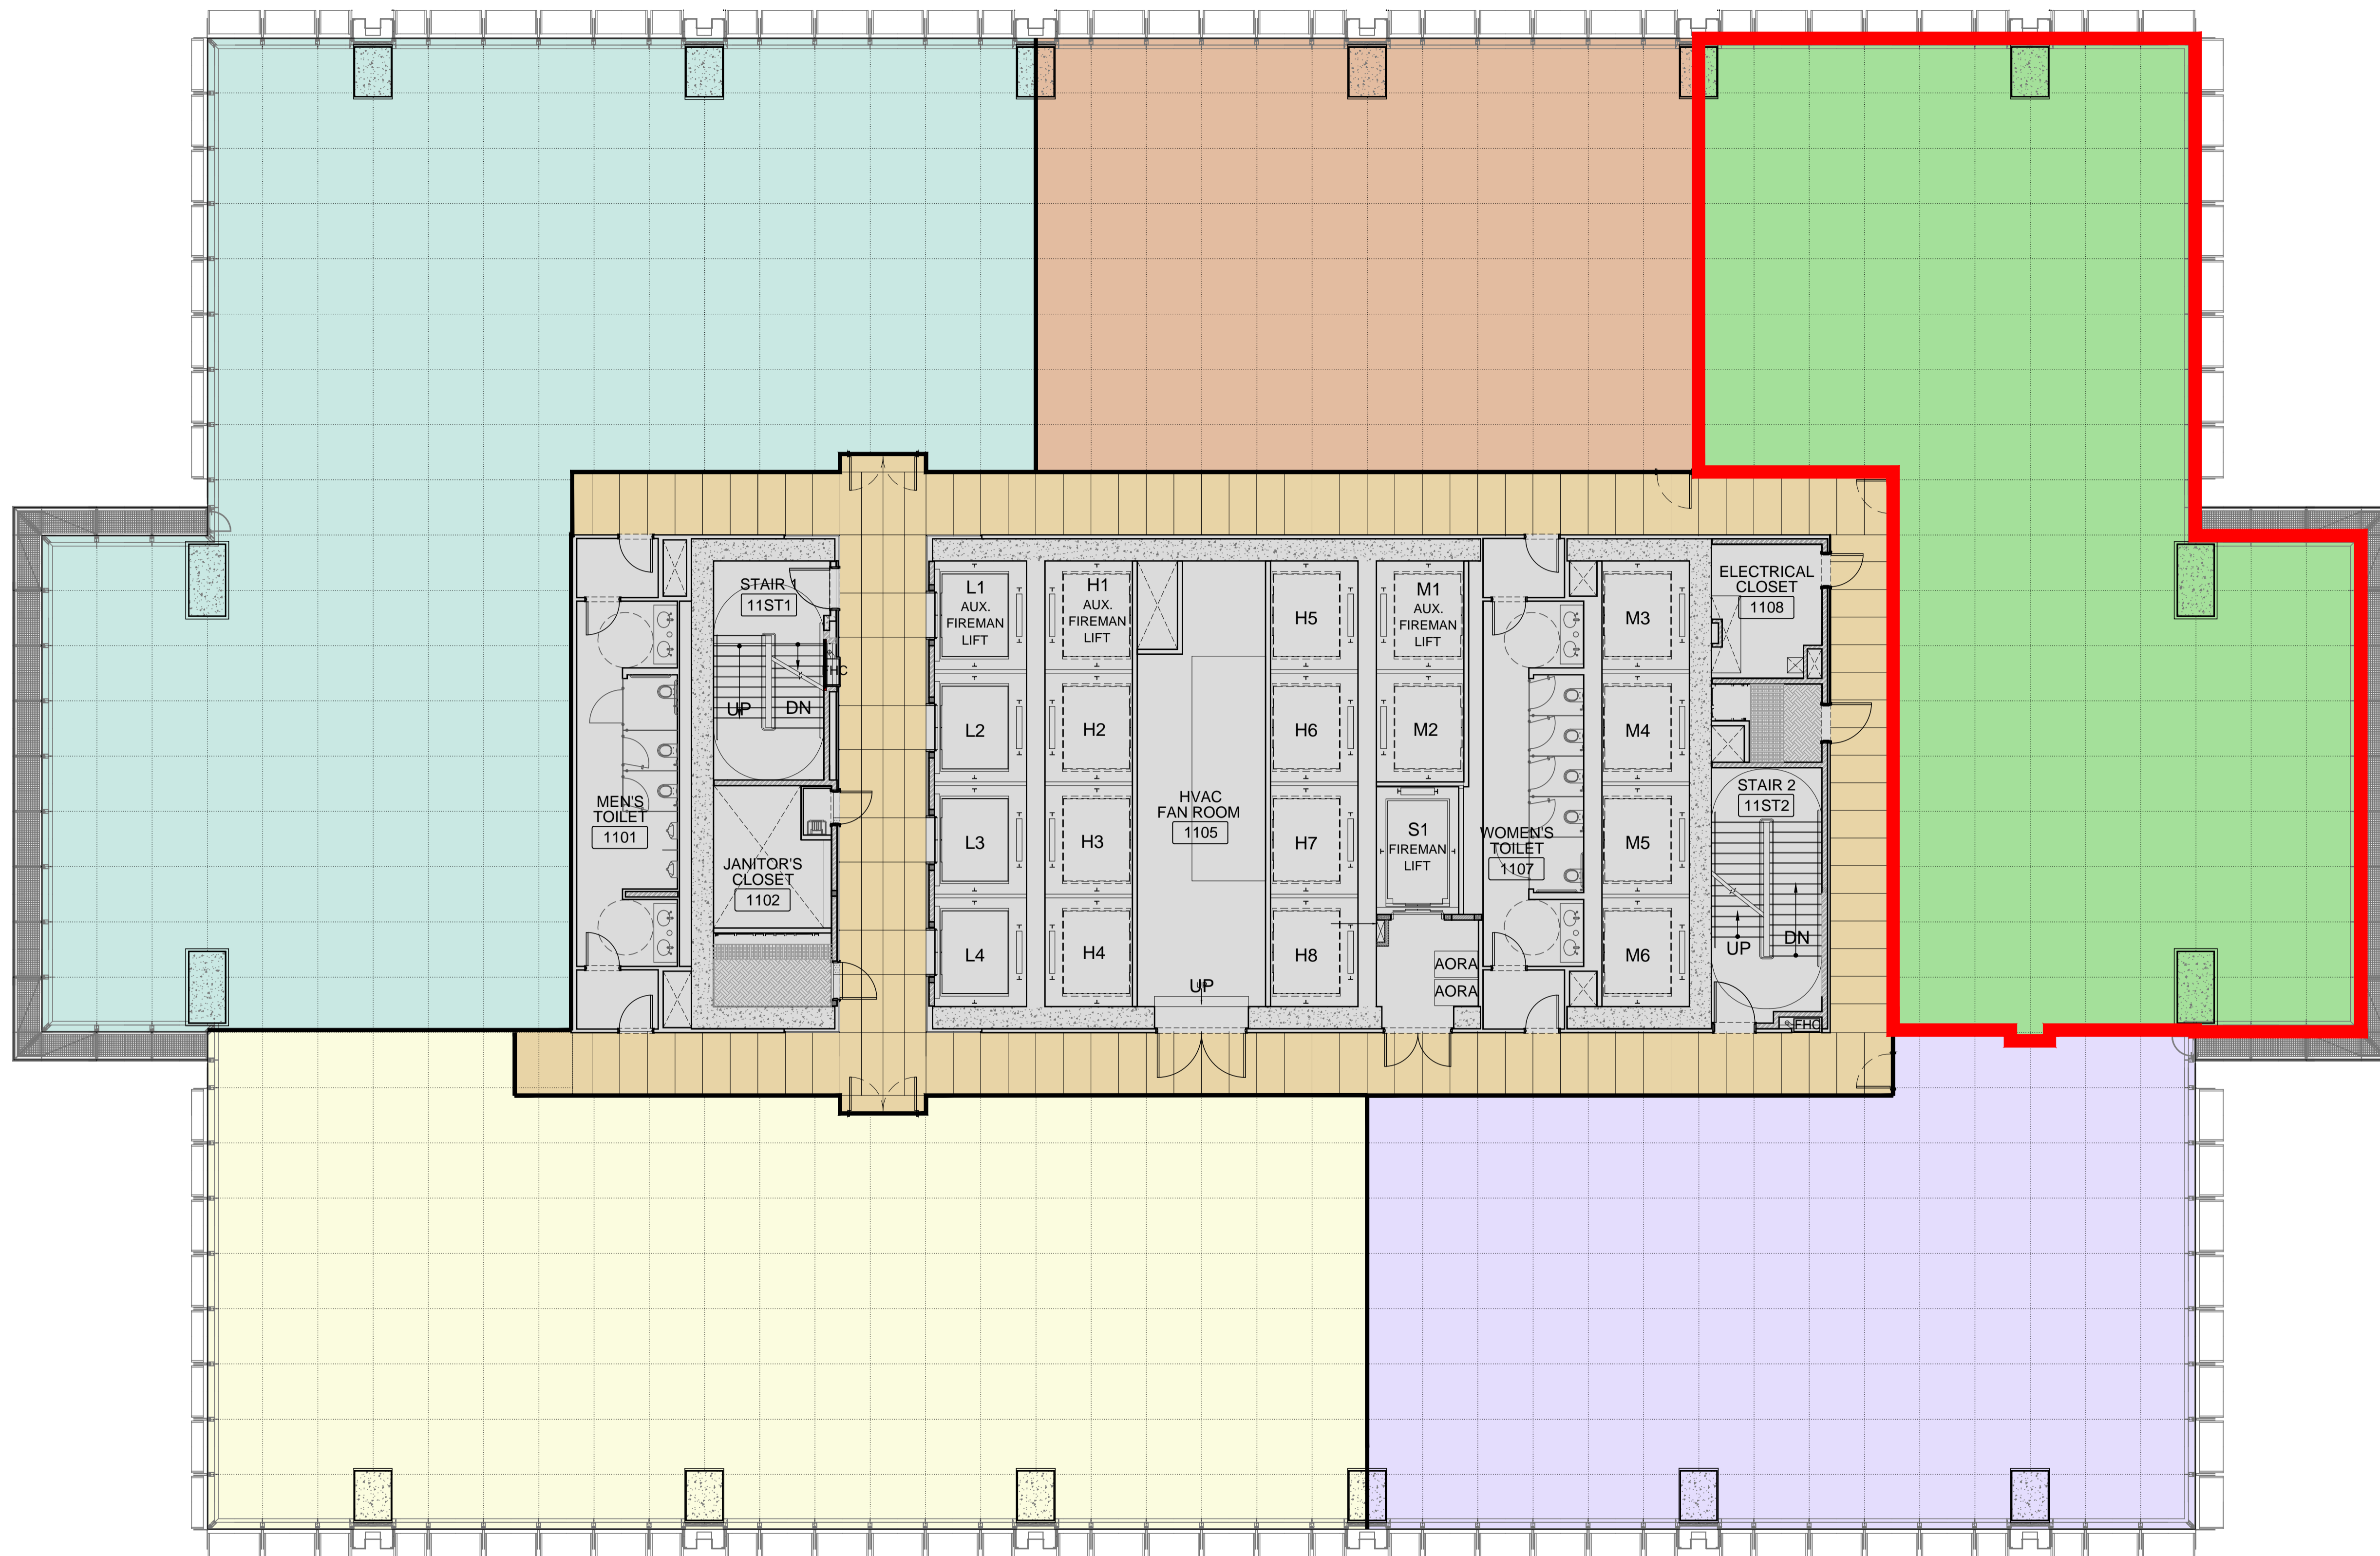 STAIR 1
11ST1
FHC
UP
DN
MEN'S
TOILET
1101
JANITOR'S
CLOSET
1102
L1
AUX.
FIREMAN
LIFT
L2
L3
L4
H1
AUX.
FIREMAN
LIFT
H2
H3
H4
HVAC
FAN ROOM
1105
UP
H5
H6
H7
H8
M1
AUX.
FIREMAN
LIFT
M2
S1
FIREMAN
LIFT
AORA
AORA
WOMEN'S
TOILET
1107
M3
M4
M5
M6
ELECTRICAL
CLOSET
1108
STAIR 2
11ST2
UP
DN
FHC